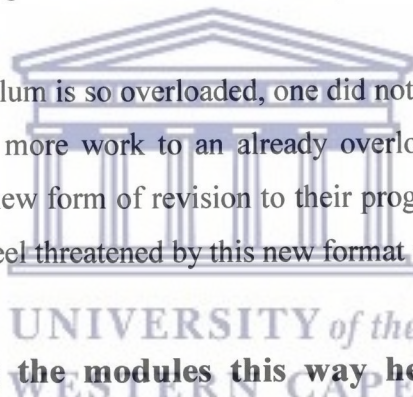 lum is so overloaded, one did not
more work to an already overlo
ew form of revision to their prog
eel threatened by this new format
UNIVERSITY of the
the modules this way he
WESTERN CAPE